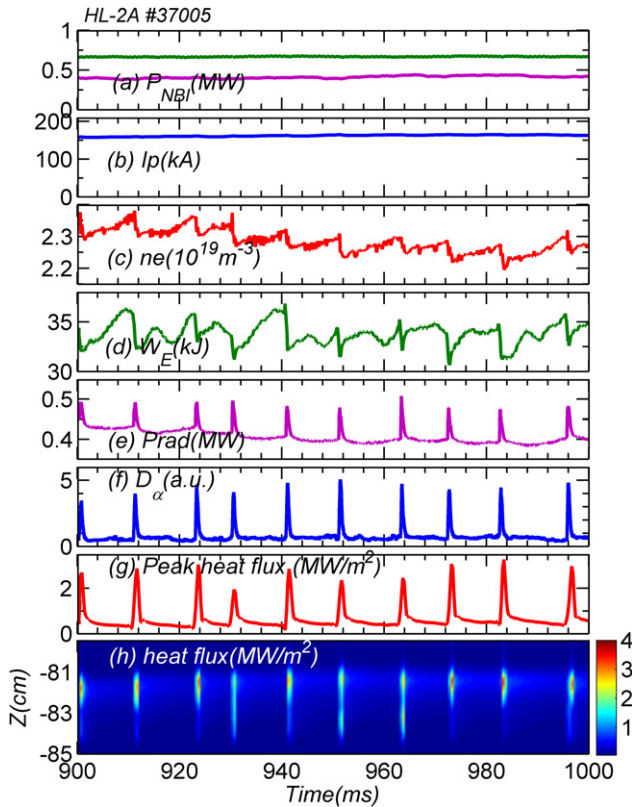 HL-2A #37005
1
0.5
0
(a) P_NBI(MW)
200
100
0
(b) Ip(kA)
2.3
2.2
(c) ne(10^19m^-3)
35
30
(d) W_E(kJ)
0.5
0.4
(e) Prad(MW)
5
0
(f) D_α(a.u.)
2
0
(g) Peak heat flux (MW/m^2)
(h) heat flux(MW/m^2)
Z(cm)
-81
-83
-85
4
3
2
1
900 920 940 960 980 1000
Time(ms)